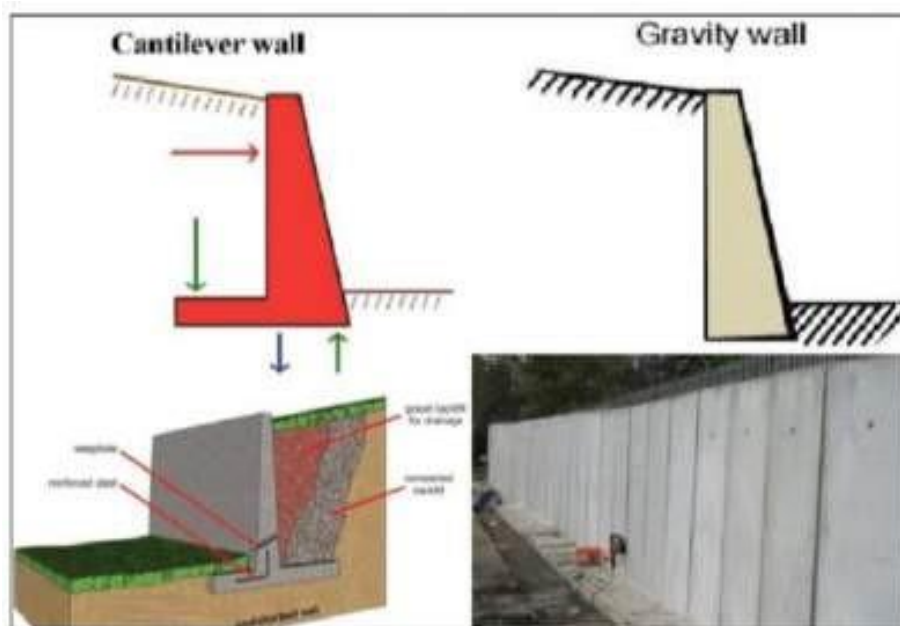 Cantilever wall
Gravity wall
gravel backfill
for drainage
weephole
reinforced steel
compacted
backfill